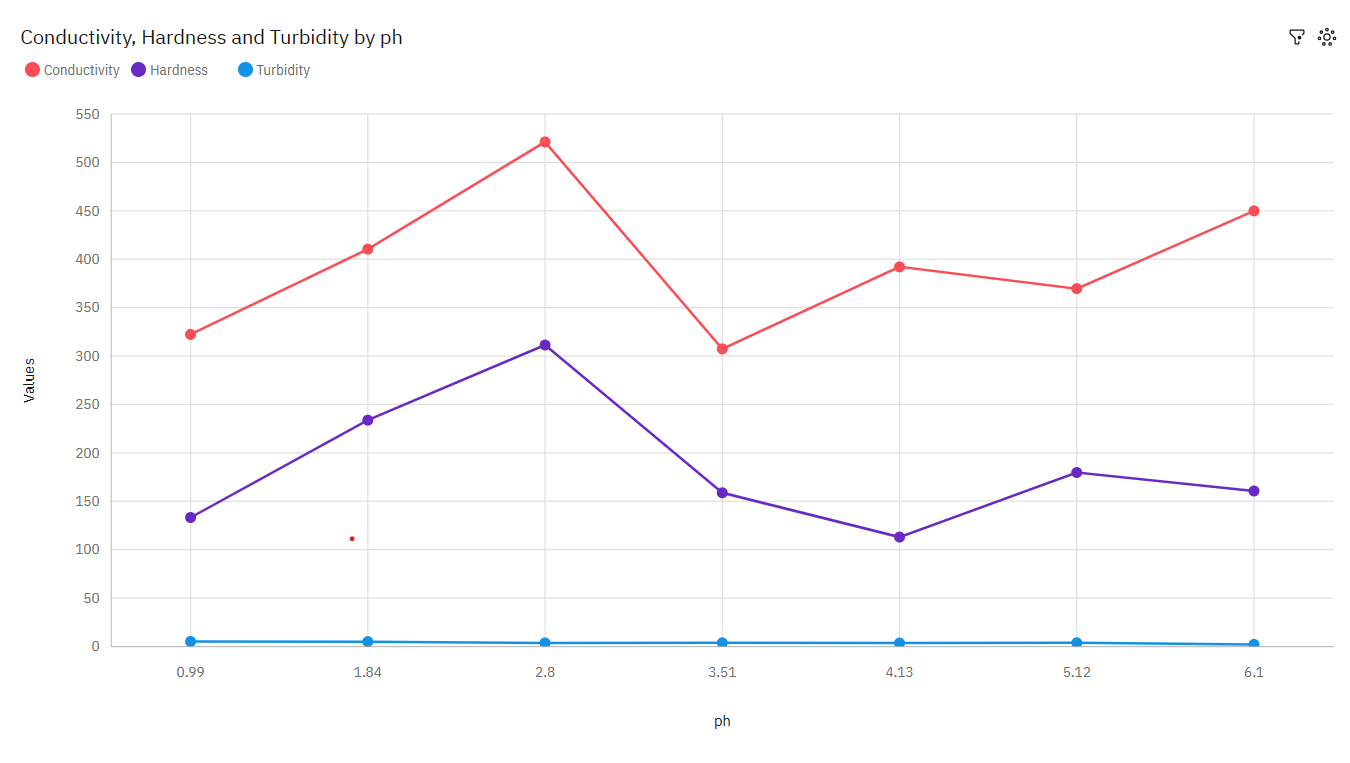 Conductivity, Hardness and Turbidity by ph
Conductivity Hardness Turbidity
550
500
450
400
350
300
250
200
150
100
50
0
Values
0.99 1.84 2.8 3.51 4.13 5.12 6.1
ph